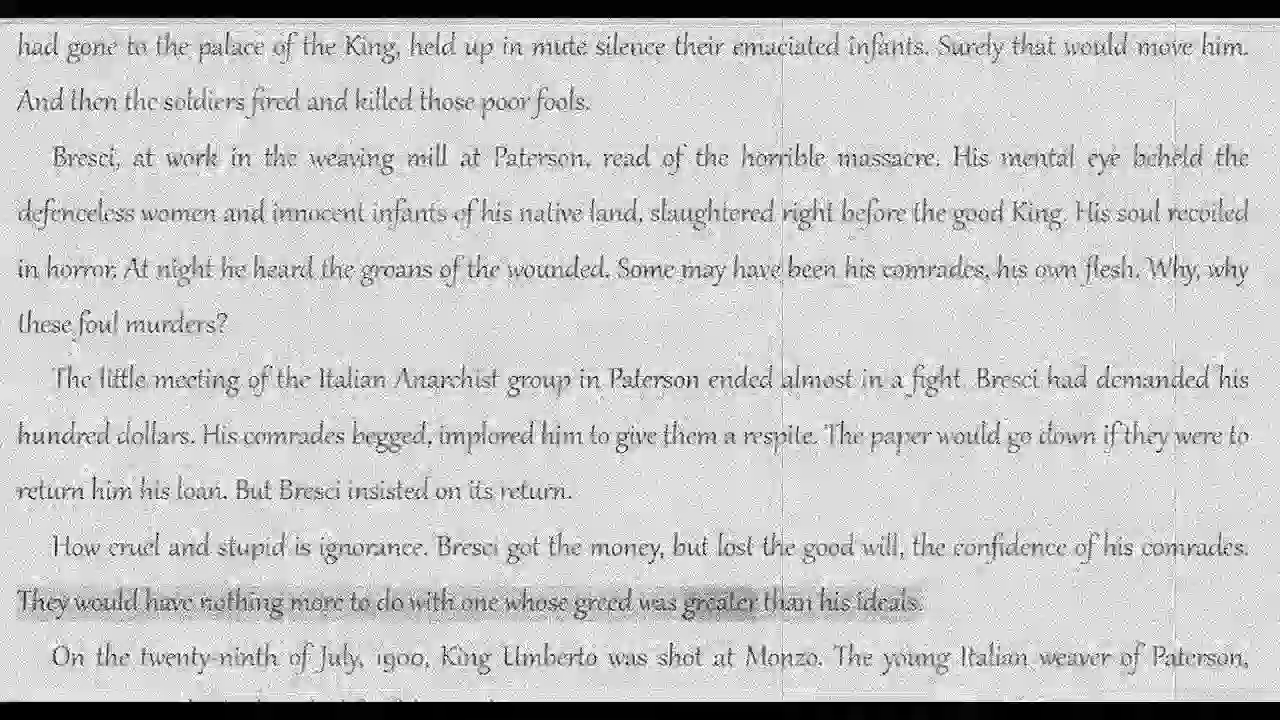 had gone to the palace of the King, held up in mute silence their emaciated infants. Surely that would move him.
And then the soldiers fired and killed those poor fools.
Bresci, at work in the weaving mill at Paterson, read of the horrible massacre. His mental eye beheld the
defenceless women and innocent infants of his native land, slaughtered right before the good King. His soul recoiled
in horror. At night he heard the groans of the wounded. Some may have been his comrades, his own flesh. Why, why
these foul murders?
The little meeting of the Italian Anarchist group in Paterson ended almost in a fight. Bresci had demanded his
hundred dollars. His comrades begged, implored him to give them a respite. The paper would go down if they were to
return him his loan. But Bresci insisted on its return.
How cruel and stupid is ignorance. Bresci got the money, but lost the good will, the confidence of his comrades.
They would have nothing more to do with one whose greed was greater than his ideals.
On the twenty-ninth of July, 1900, King Umberto was shot at Monzo. The young Italian weaver of Paterson,